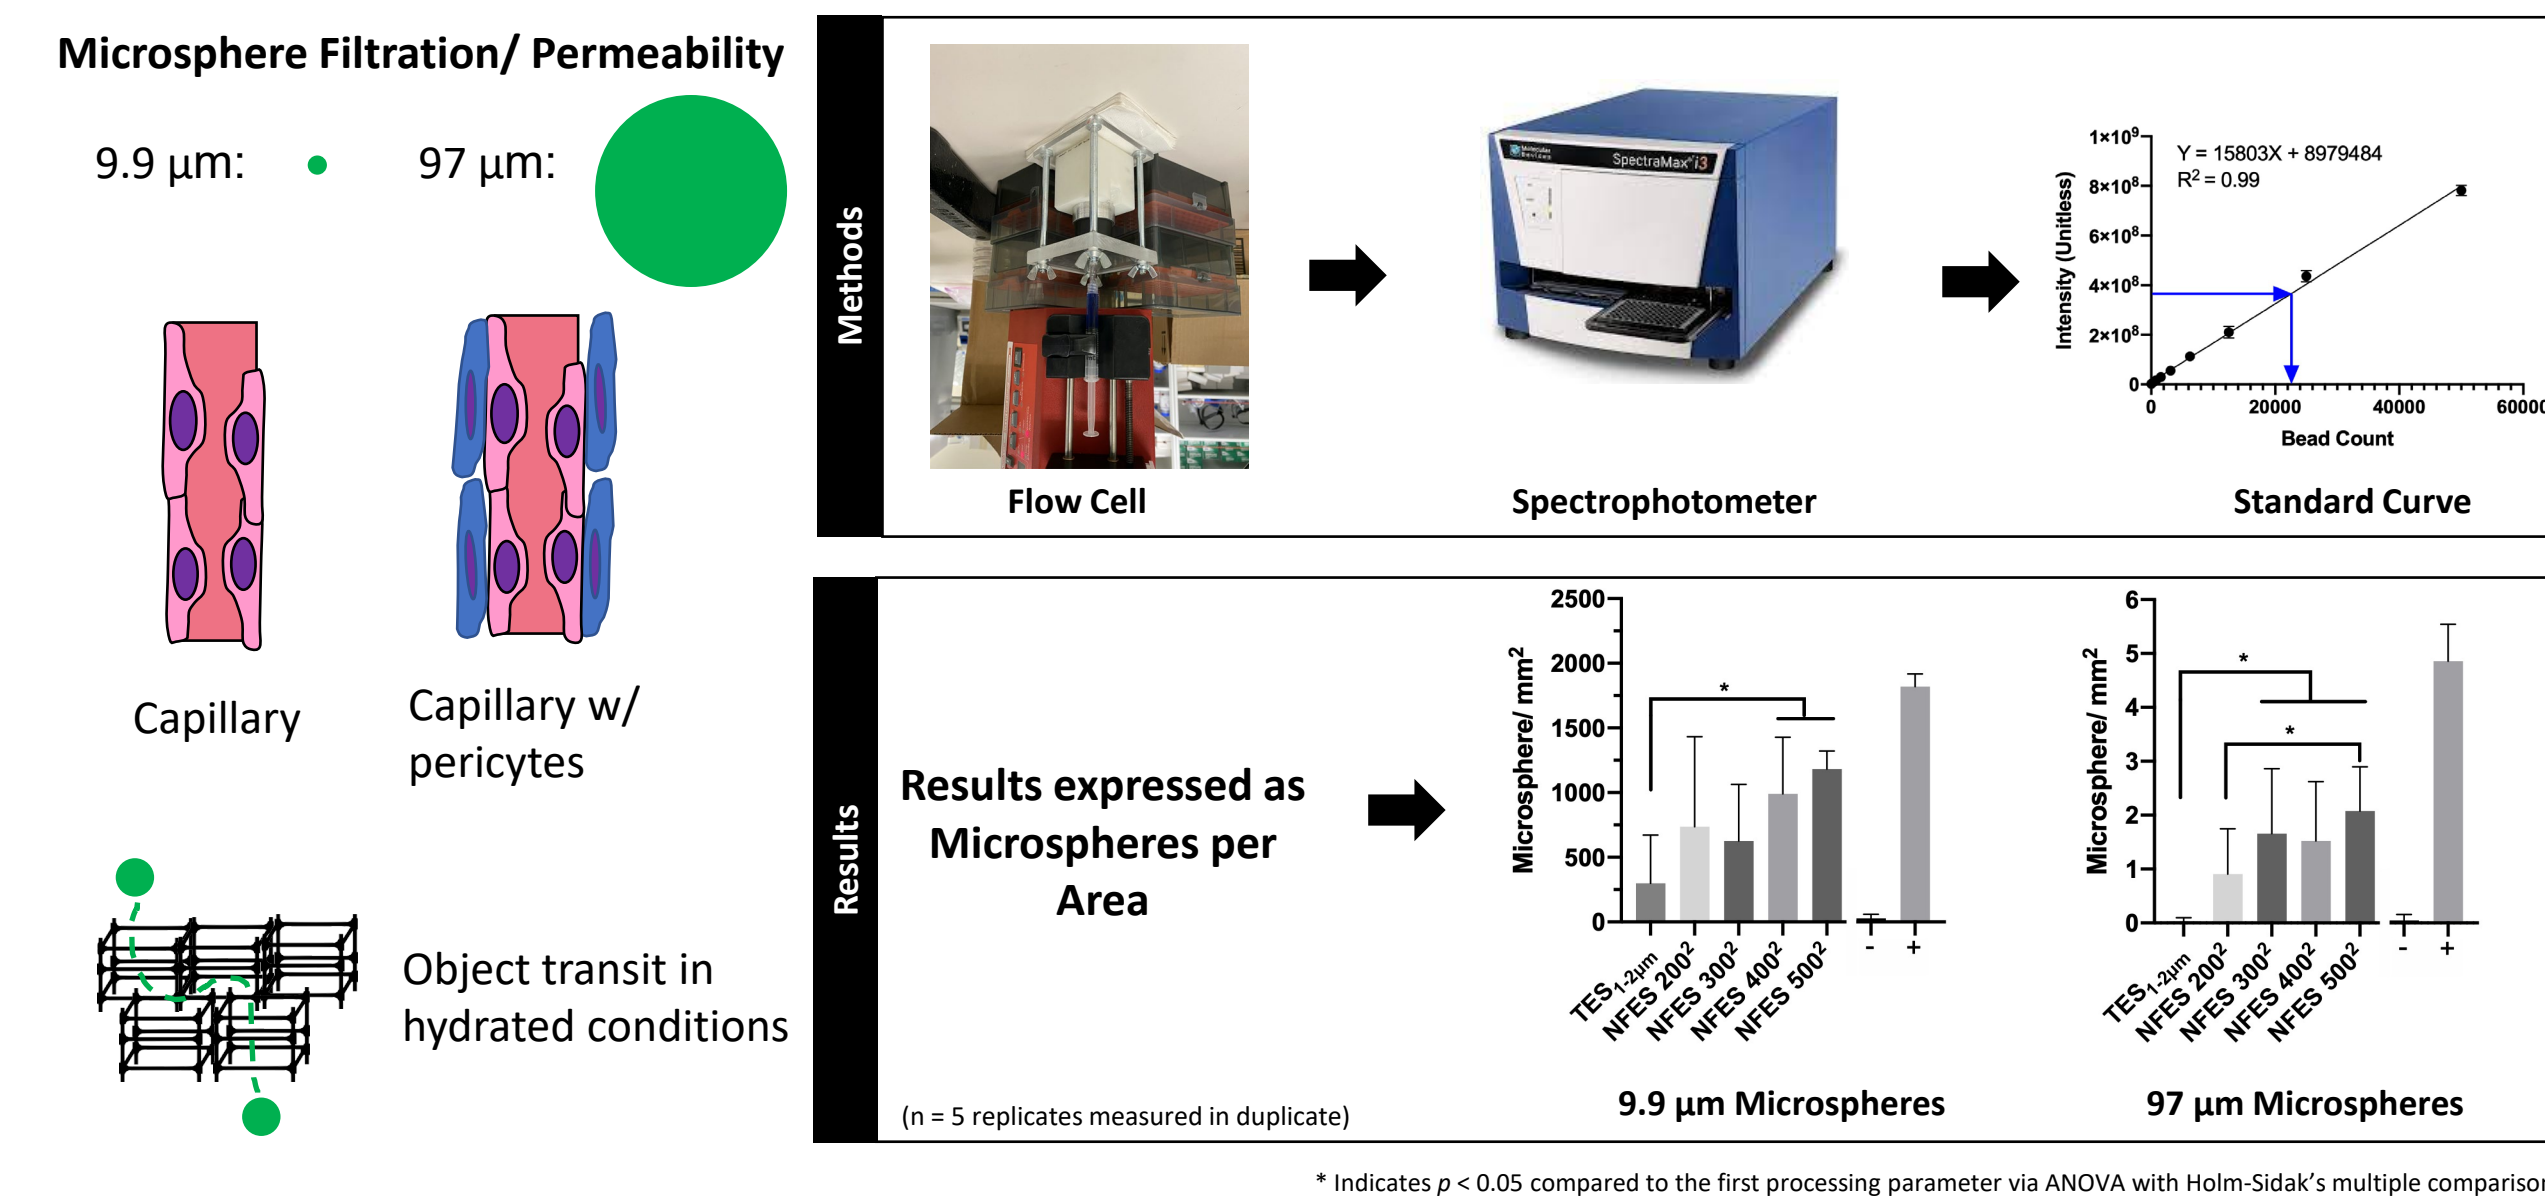 Microsphere Filtration/ Permeability
9.9 µm:
97 µm:
Capillary
Capillary w/
pericytes
Object transit in
hydrated conditions
Methods
Flow Cell
SpectraMax i3
Spectrophotometer
Y = 15803X + 8979484
R² = 0.99
Intensity (Unitless)
1×10⁹
8×10⁸
6×10⁸
4×10⁸
2×10⁸
0
0
20000
40000
60000
Bead Count
Standard Curve
Results
Results expressed as
Microspheres per
Area
(n = 5 replicates measured in duplicate)
Microsphere/ mm²
2500
2000
1500
1000
500
0
*
TES₁₋₂µm
NFES 200²
NFES 300²
NFES 400²
NFES 500²
-
+
9.9 µm Microspheres
Microsphere/ mm²
6
5
4
3
2
1
0
*
*
TES₁₋₂µm
NFES 200²
NFES 300²
NFES 400²
NFES 500²
-
+
97 µm Microspheres
* Indicates p < 0.05 compared to the first processing parameter via ANOVA with Holm-Sidak's multiple comparison